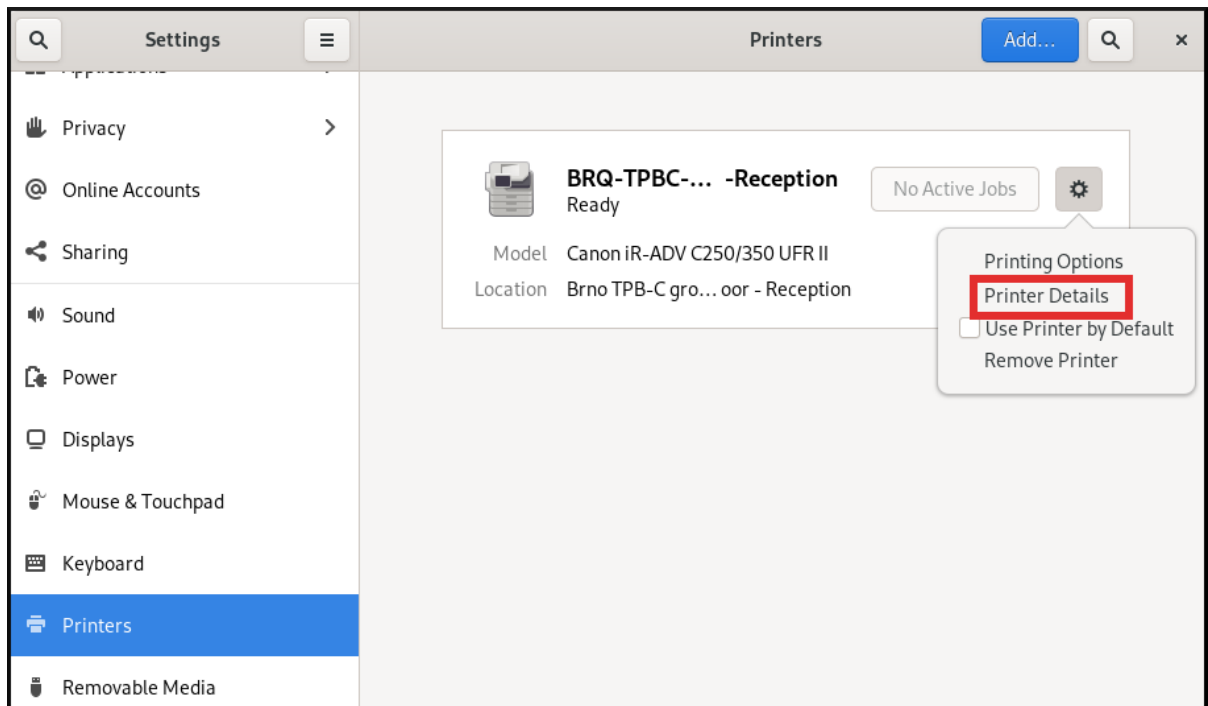 Settings
Printers
Add...
Applications
Privacy
Online Accounts
Sharing
Sound
Power
Displays
Mouse & Touchpad
Keyboard
Printers
Removable Media
BRQ-TPBC-... -Reception
Ready
No Active Jobs
Model Canon iR-ADV C250/350 UFR II
Location Brno TPB-C gro... oor - Reception
Printing Options
Printer Details
Use Printer by Default
Remove Printer